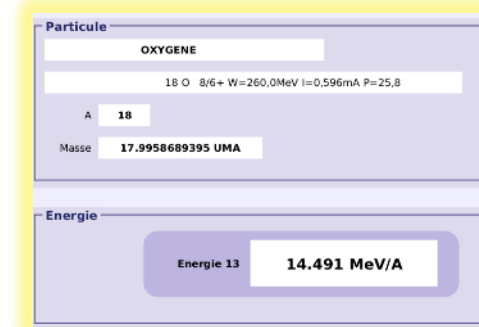 Particule
OXYGENE
18 O 8/6+ W=260,0MeV I=0,596mA P=25,8
A 18
Masse 17.9958689395 UMA
Energie
Energie 13 14.491 MeV/A